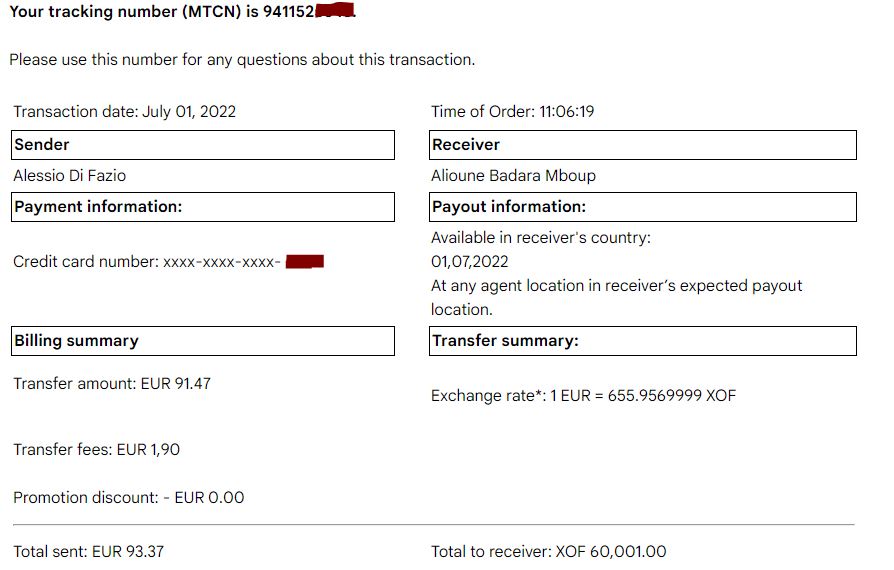 Your tracking number (MTCN) is 941152
Please use this number for any questions about this transaction.
Transaction date: July 01, 2022
Time of Order: 11:06:19
Sender
Receiver
Alessio Di Fazio
Alioune Badara Mboup
Payment information:
Payout information:
Available in receiver's country:
Credit card number: xxxx-xxxx-xxxx-
01,07,2022
At any agent location in receiver's expected payout
location.
Billing summary
Transfer summary:
Transfer amount: EUR 91.47
Exchange rate*: 1 EUR = 655.9569999 XOF
Transfer fees: EUR 1,90
Promotion discount: - EUR 0.00
Total sent: EUR 93.37
Total to receiver: XOF 60,001.00